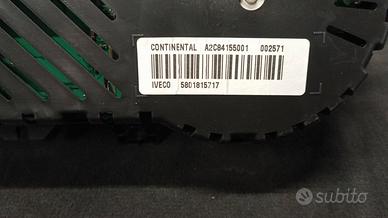 CONTINENTAL A2C84155001 002571
IVECO 5801815717
subito